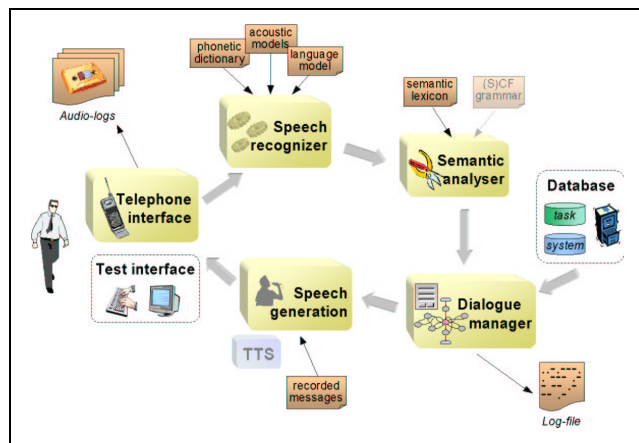 phonetic
dictionary
acoustic
models
language
model
Audio-logs
Speech
recognizer
semantic
lexicon
(S)CF
grammar
Semantic
analyser
Telephone
interface
Database
task
system
Test interface
Speech
generation
TTS
Dialogue
manager
recorded
messages
Log-file